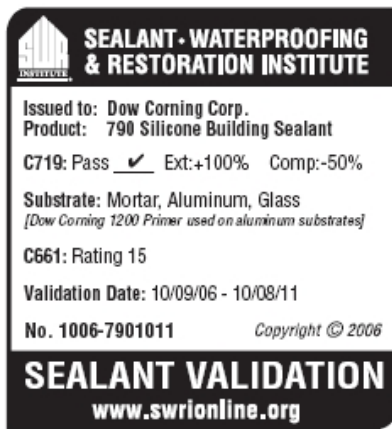 SWR
INSTITUTE®
SEALANT • WATERPROOFING
& RESTORATION INSTITUTE
Issued to: Dow Corning Corp.
Product: 790 Silicone Building Sealant
C719: Pass ✔ Ext:+100% Comp:-50%
Substrate: Mortar, Aluminum, Glass
[Dow Corning 1200 Primer used on aluminum substrates]
C661: Rating 15
Validation Date: 10/09/06 - 10/08/11
No. 1006-7901011 Copyright © 2006
SEALANT VALIDATION
www.swrionline.org